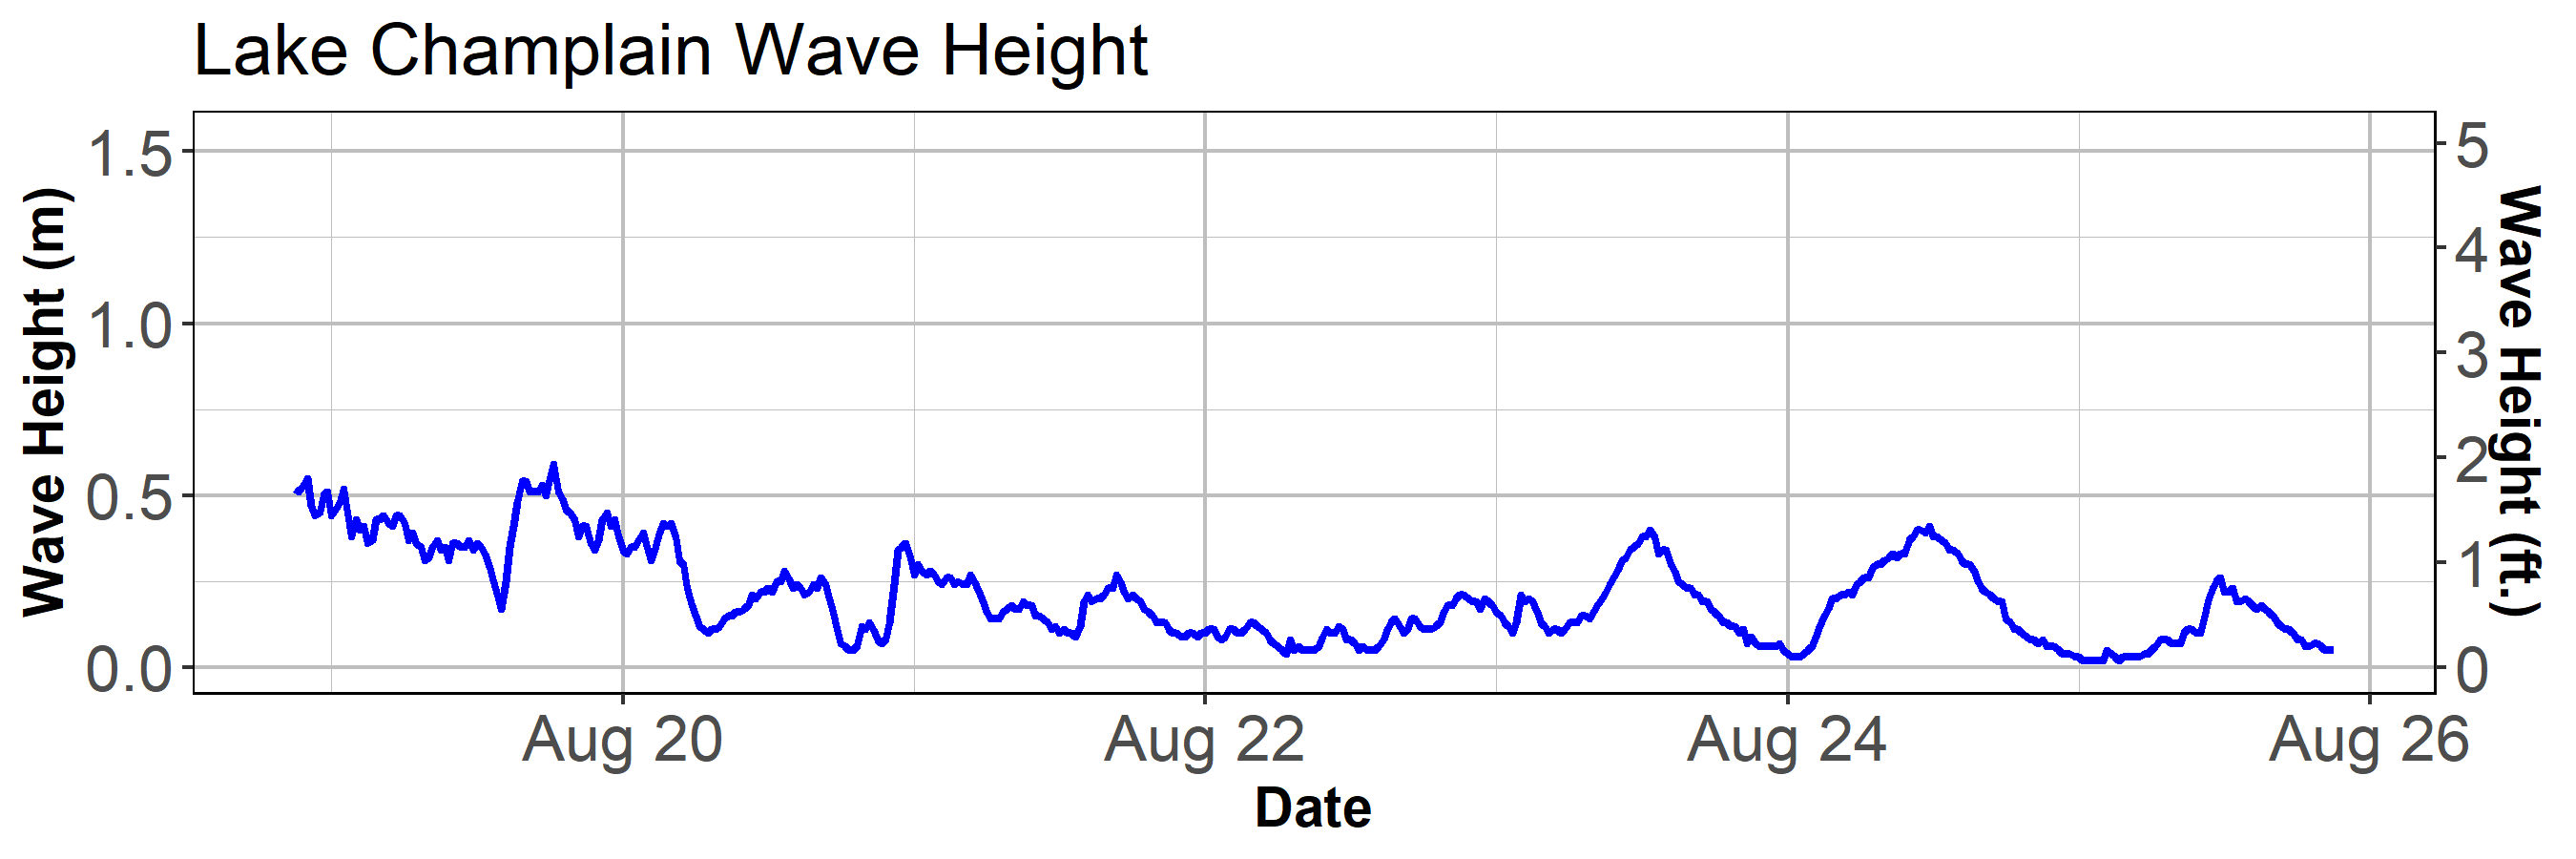 Lake Champlain Wave Height
Wave Height (m)
1.5
1.0
0.5
0.0
5
4
3
2
1
0
Wave Height (ft.)
Aug 20
Aug 22
Aug 24
Aug 26
Date